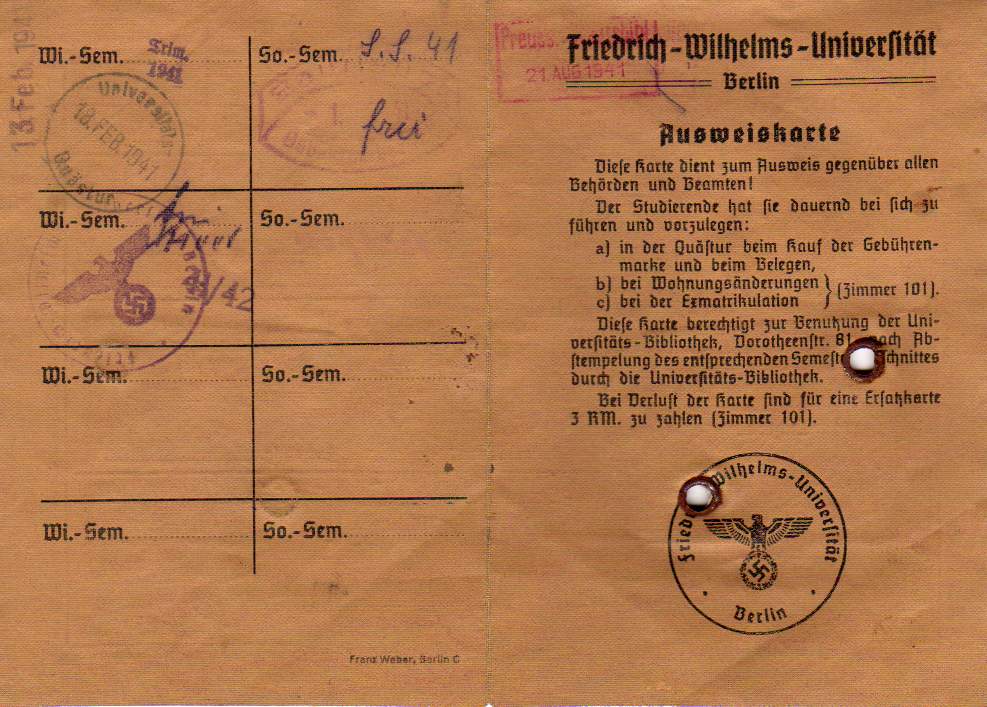 13 Feb. 1941
Wi.-Sem. Trim. 1941
So.-Sem. S.S. 41
Universitäts-
13. FEB. 1941
Quästur
frei
Wi.-Sem.
41/42
So.-Sem.
Wi.-Sem.
So.-Sem.
Wi.-Sem.
So.-Sem.
Franz Weber, Berlin C
Preuss.
21. AUG 1941
Friedrich-Wilhelms-Universität
Berlin
Ausweiskarte
Diese Karte dient zum Ausweis gegenüber allen
Behörden und Beamten!
Der Studierende hat sie dauernd bei sich zu
führen und vorzulegen:
a) in der Quästur beim Kauf der Gebühren-
marke und beim Belegen,
b) bei Wohnungsänderungen
c) bei der Exmatrikulation
(Zimmer 101).
Diese Karte berechtigt zur Benutzung der Uni-
versitäts-Bibliothek, Dorotheenstr. 81, nach Ab-
stempelung des entsprechenden Semesterabschnittes
durch die Universitäts-Bibliothek.
Bei Verlust der Karte sind für eine Ersatzkarte
3 RM. zu zahlen (Zimmer 101).
Friedrich-Wilhelms-Universität
Berlin